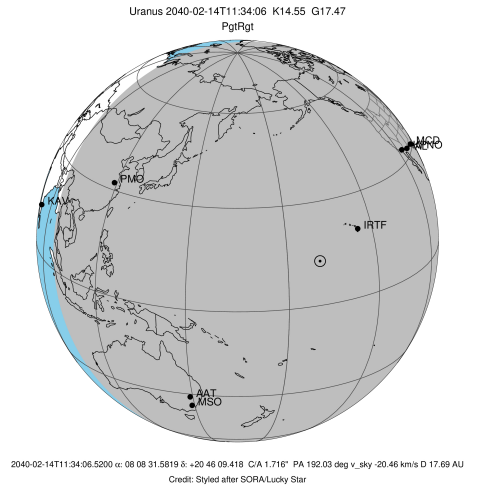 Uranus 2040-02-14T11:34:06 K14.55 G17.47
PgtRgt
MCD
KPNO
PMO
KAV
IRTF
AAT
MSO
2040-02-14T11:34:06.5200 α: 08 08 31.5819 δ: +20 46 09.418 C/A 1.716" PA 192.03 deg v_sky -20.46 km/s D 17.69 AU
Credit: Styled after SORA/Lucky Star